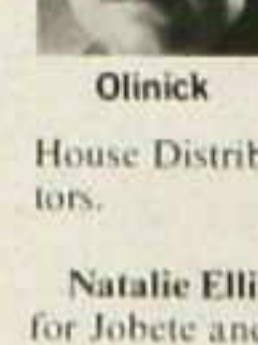 Olinick
House Distrib
tors.
Natalie Elli
for Jobete and